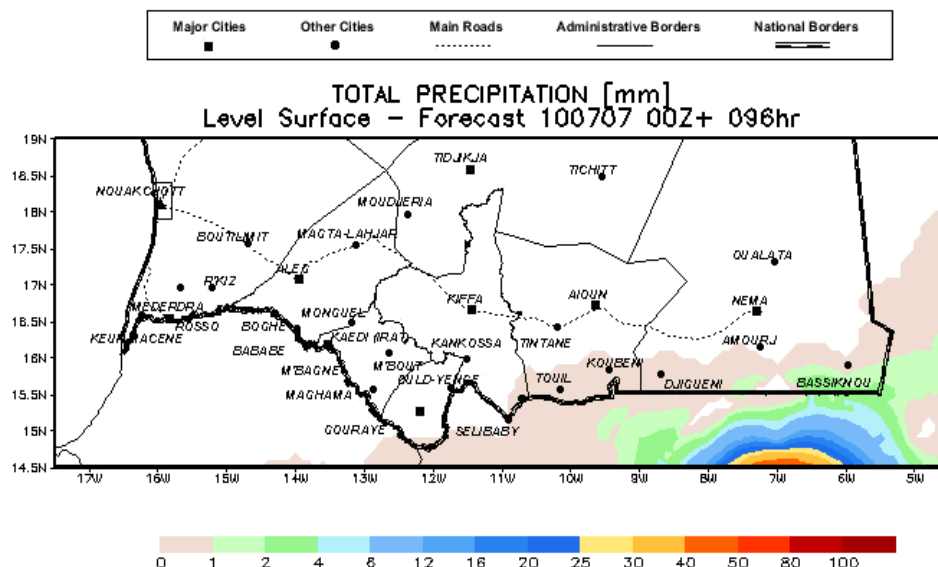 Major Cities Other Cities Main Roads Administrative Borders National Borders
TOTAL PRECIPITATION [mm]
Level Surface - Forecast 100707 00Z+ 096hr
19N
TIDJIKJA
TICHITT
18.5N
NOUAKCHOTT
MOUDJERIA
18N
BOUTILIMIT
MAGTA-LAHJAR
17.5N
OUALATA
ALEG
R'KIZ
17N
MEDERDRA
ROSSO
MONGUEL
KIFFA
AIOUN
NEMA
16.5N
KEUR MACENE
BOGHE
KAEDI (IRAT)
KANKOSSA
TINTANE
AMOURJ
16N
BABABE
M'BAGNE
M'BOUT
KOUBENI
OULD-YENGE
TOUIL
DJIGUENI
BASSIKNOU
15.5N
MAGHAMA
15N
GOURAYE
SELIBABY
14.5N
17W 16W 15W 14W 13W 12W 11W 10W 9W 8W 7W 6W 5W
0 1 2 4 6 12 16 20 25 30 40 50 80 100